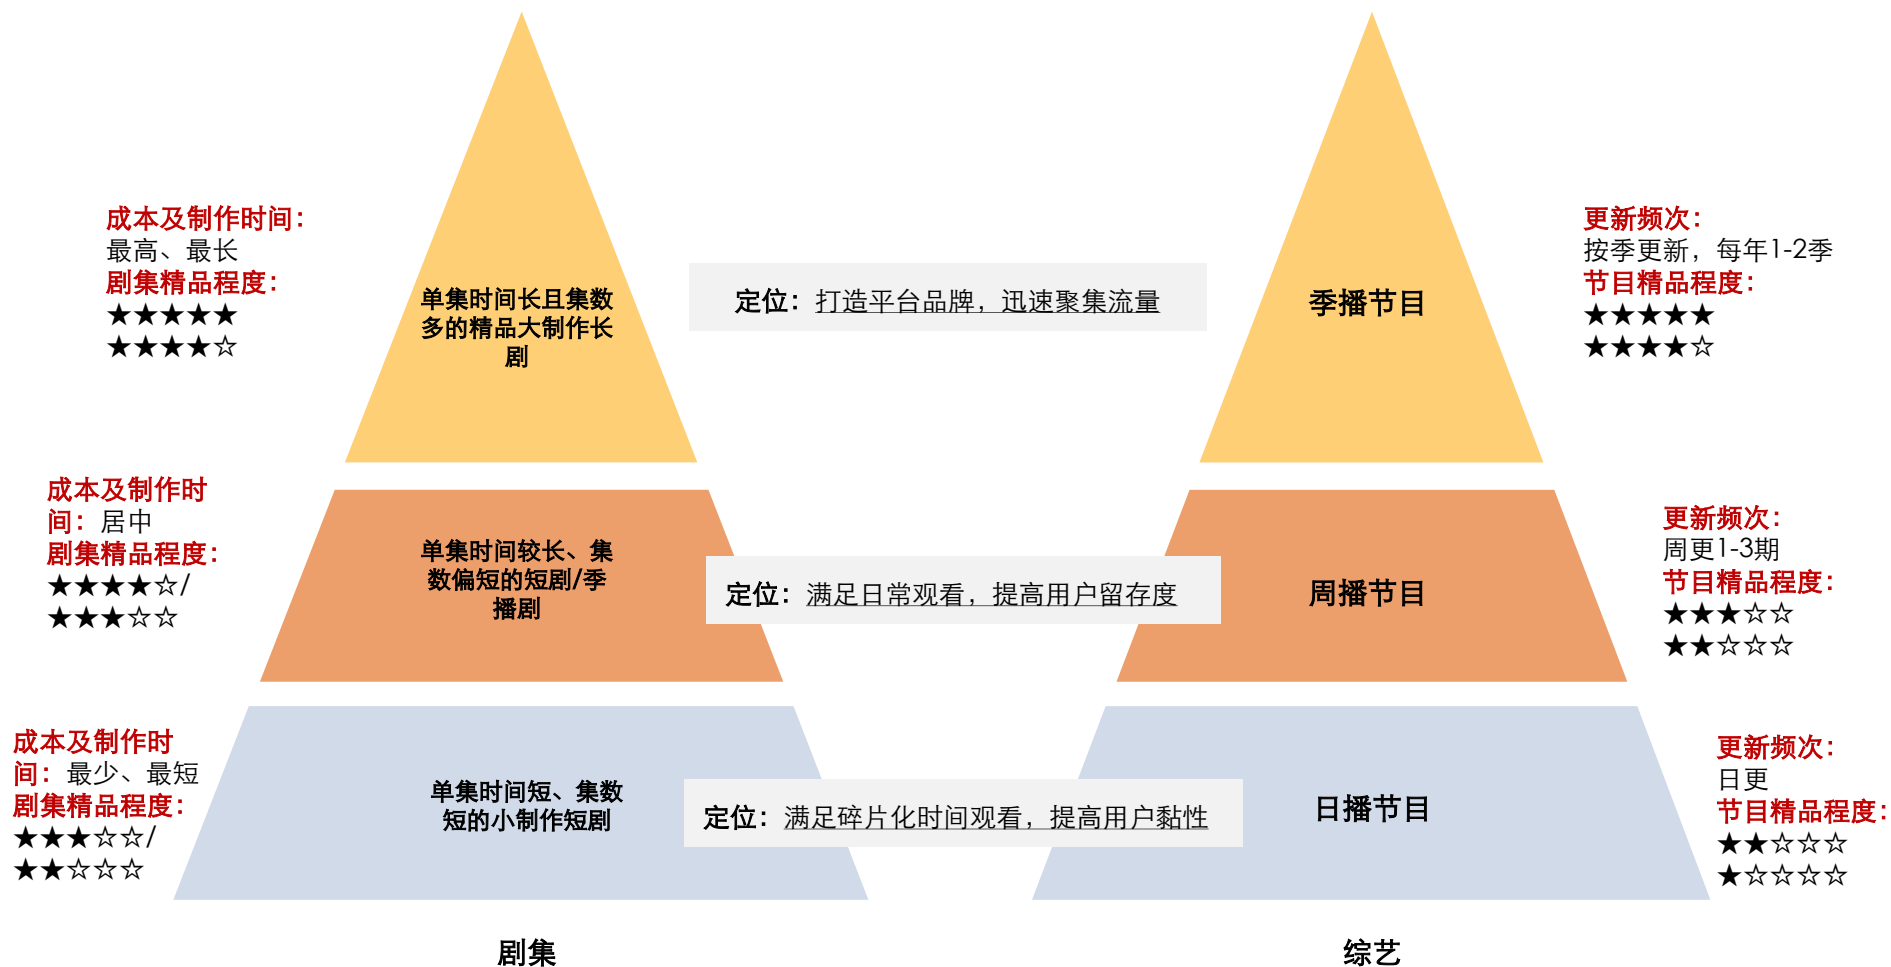 成本及制作时间：
最高、最长
剧集精品程度：
★★★★★
★★★★☆
单集时间长且集数
多的精品大制作长
剧
定位：打造平台品牌，迅速聚集流量
季播节目
更新频次：
按季更新，每年1-2季
节目精品程度：
★★★★★
★★★★☆
成本及制作时
间：居中
剧集精品程度：
★★★★☆/
★★★☆☆
单集时间较长、集
数偏短的短剧/季
播剧
定位：满足日常观看，提高用户留存度
周播节目
更新频次：
周更1-3期
节目精品程度：
★★★☆☆
★★☆☆☆
成本及制作时
间：最少、最短
剧集精品程度：
★★★☆☆/
★★☆☆☆
单集时间短、集数
短的小制作短剧
定位：满足碎片化时间观看，提高用户黏性
日播节目
更新频次：
日更
节目精品程度：
★★☆☆☆
★☆☆☆☆
剧集
综艺